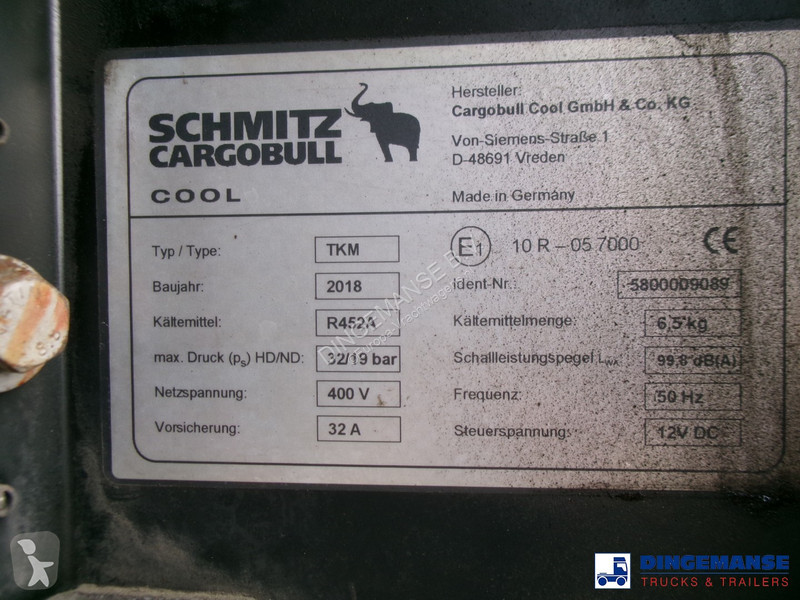 SCHMITZ
CARGOBULL
COOL
Hersteller:
Cargobull Cool GmbH & Co. KG
Von-Siemens-Straße 1
D-48691 Vreden
Made in Germany
Typ / Type: TKM
E1 10 R – 05 7000 CE
Baujahr: 2018
Ident-Nr.: 5800009089
Kältemittel: R452A
Kältemittelmenge: 6,5 kg
max. Druck (ps) HD/ND: 32/19 bar
Schallleistungspegel LWA 99,8 dB(A)
Netzspannung: 400 V
Frequenz: 50 Hz
Vorsicherung: 32 A
Steuerspannung: 12V DC
DINGEMANSE
TRUCKS & TRAILERS